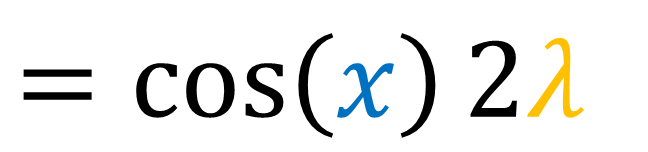 = cos(x) 2λ